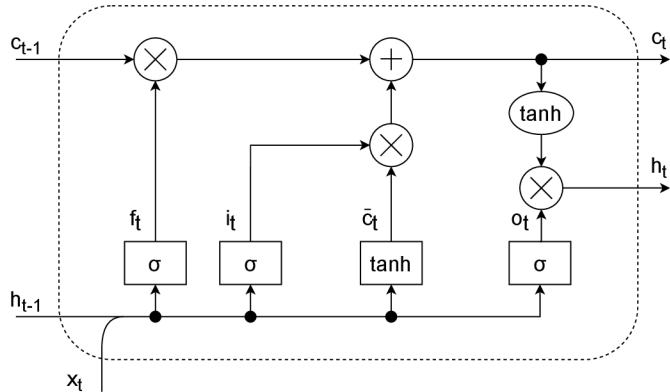 c_{t-1} c_t
tanh
h_t
f_t i_t c̄_t o_t
σ σ tanh σ
h_{t-1}
x_t